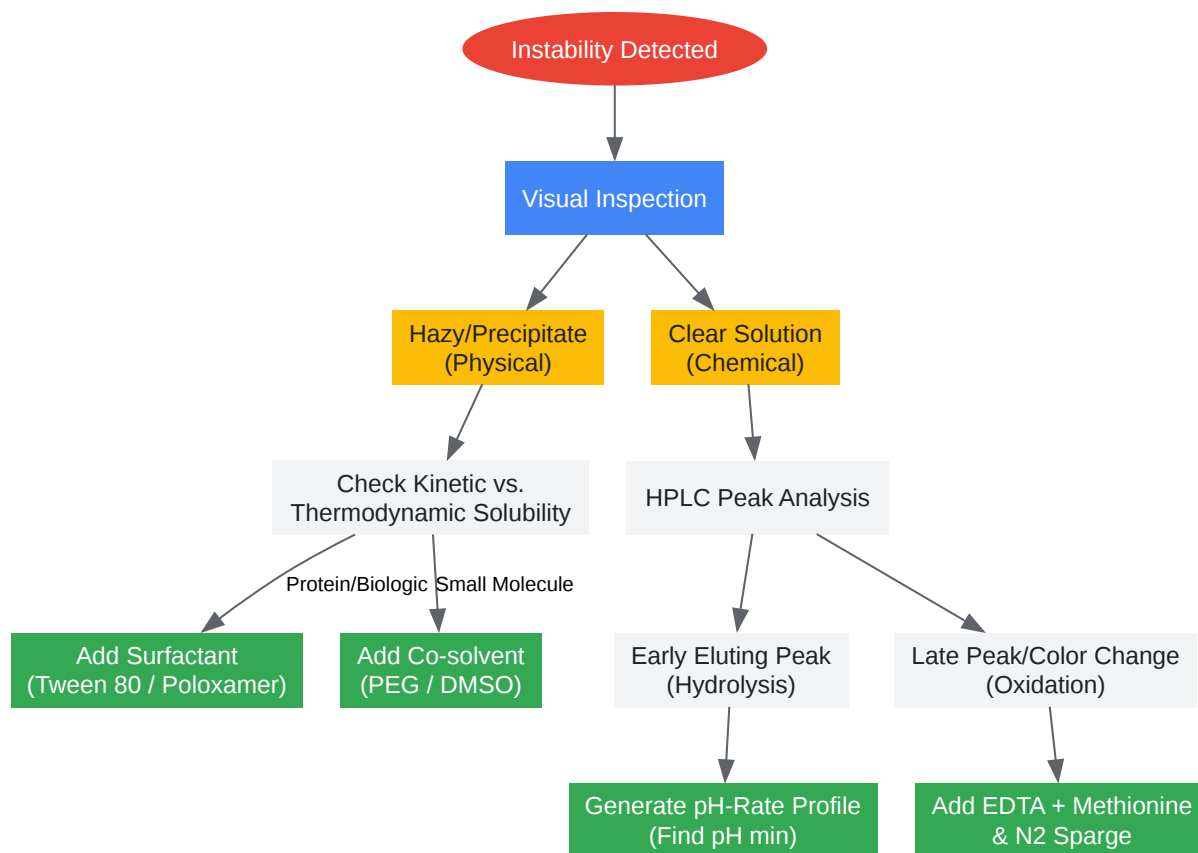 Instability Detected
Visual Inspection
Hazy/Precipitate
(Physical)
Clear Solution
(Chemical)
Check Kinetic vs.
Thermodynamic Solubility
HPLC Peak Analysis
Protein/Biologic
Small Molecule
Add Surfactant
(Tween 80 / Poloxamer)
Add Co-solvent
(PEG / DMSO)
Early Eluting Peak
(Hydrolysis)
Late Peak/Color Change
(Oxidation)
Generate pH-Rate Profile
(Find pH min)
Add EDTA + Methionine
& N2 Sparge